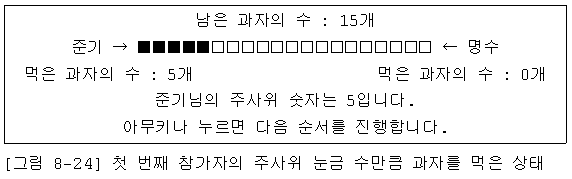 남은 과자의 수 : 15개
준기 → ■■■■■□□□□□□□□□□□□□□□ ← 명수
먹은 과자의 수 : 5개 먹은 과자의 수 : 0개
준기님의 주사위 숫자는 5입니다.
아무키나 누르면 다음 순서를 진행합니다.
[그림 8-24] 첫 번째 참가자의 주사위 눈금 수만큼 과자를 먹은 상태